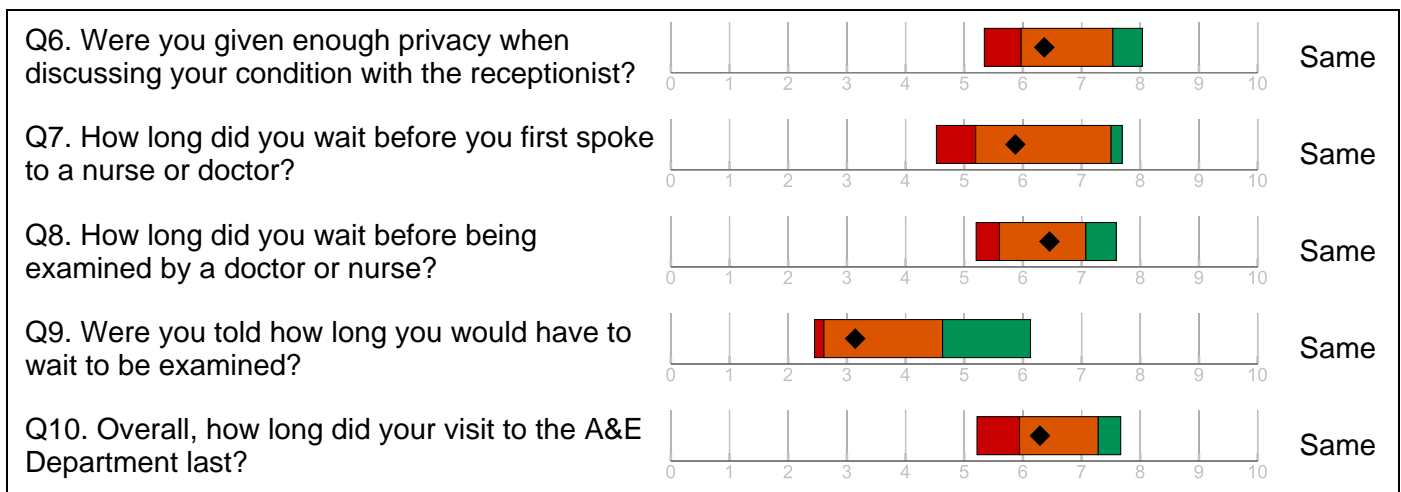 Q6. Were you given enough privacy when
discussing your condition with the receptionist?
0 1 2 3 4 5 6 7 8 9 10
Same
Q7. How long did you wait before you first spoke
to a nurse or doctor?
0 1 2 3 4 5 6 7 8 9 10
Same
Q8. How long did you wait before being
examined by a doctor or nurse?
0 1 2 3 4 5 6 7 8 9 10
Same
Q9. Were you told how long you would have to
wait to be examined?
0 1 2 3 4 5 6 7 8 9 10
Same
Q10. Overall, how long did your visit to the A&E
Department last?
0 1 2 3 4 5 6 7 8 9 10
Same